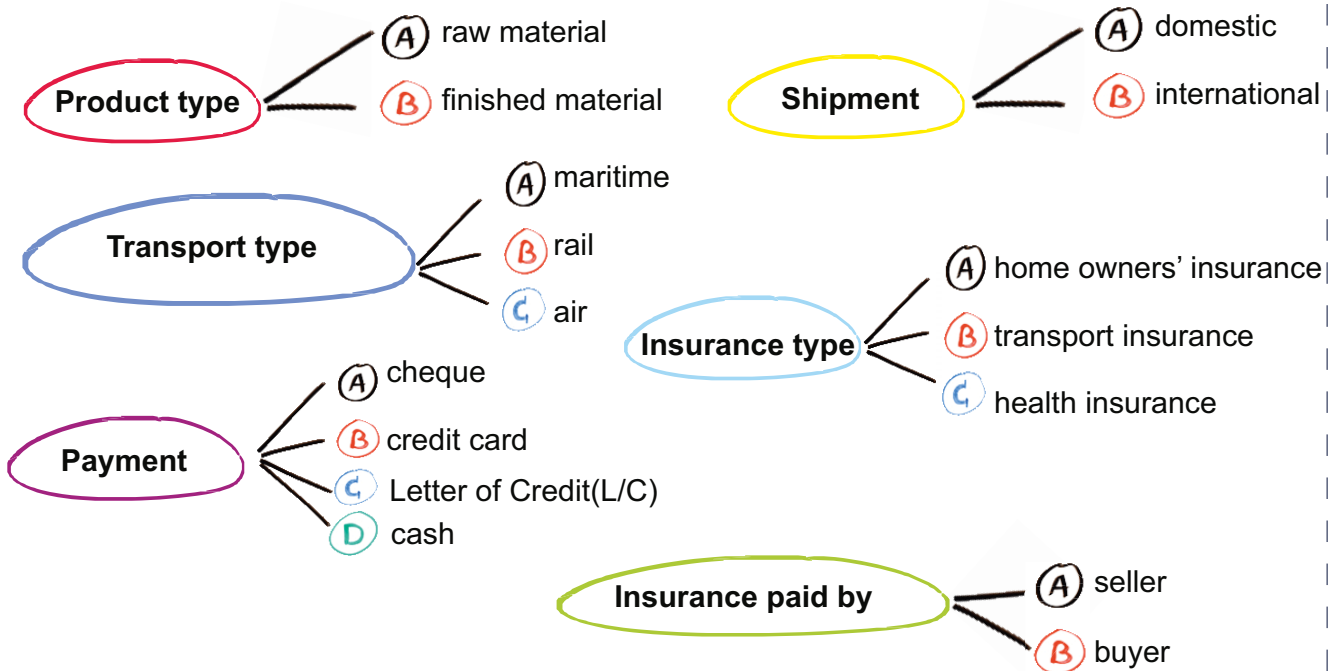 Product type
A raw material
B finished material
Shipment
A domestic
B international
Transport type
A maritime
B rail
C air
Insurance type
A home owners' insurance
B transport insurance
C health insurance
Payment
A cheque
B credit card
C Letter of Credit(L/C)
D cash
Insurance paid by
A seller
B buyer